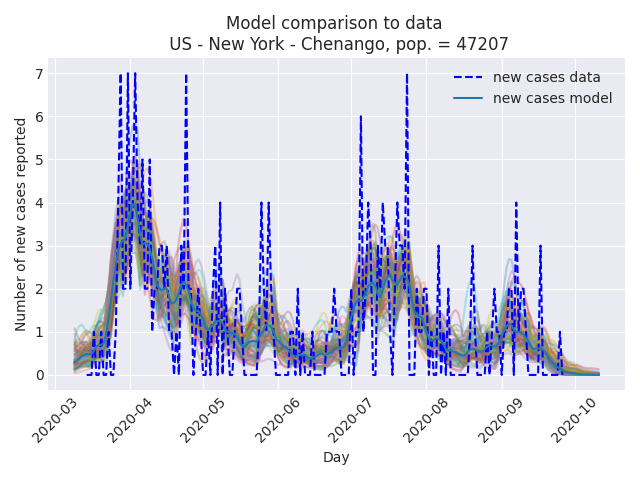 Model comparison to data
US - New York - Chenango, pop. = 47207
new cases data
new cases model
Number of new cases reported
7
6
5
4
3
2
1
0
2020-03
2020-04
2020-05
2020-06
2020-07
2020-08
2020-09
2020-10
Day